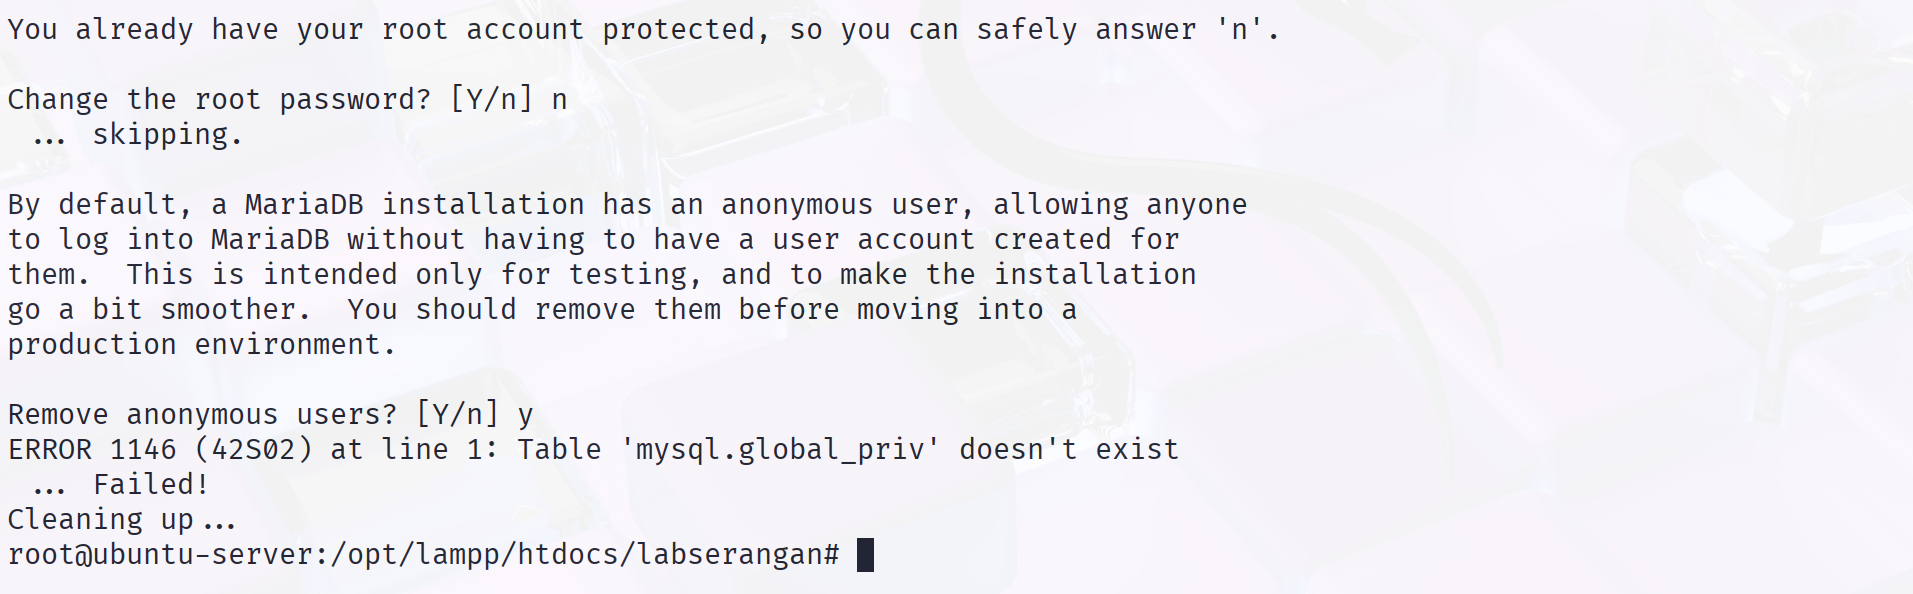 You already have your root account protected, so you can safely answer 'n'.
Change the root password? [Y/n] n
 ... skipping.
By default, a MariaDB installation has an anonymous user, allowing anyone
to log into MariaDB without having to have a user account created for
them.  This is intended only for testing, and to make the installation
go a bit smoother.  You should remove them before moving into a
production environment.
Remove anonymous users? [Y/n] y
ERROR 1146 (42S02) at line 1: Table 'mysql.global_priv' doesn't exist
 ... Failed!
Cleaning up...
root@ubuntu-server:/opt/lampp/htdocs/labserangan#